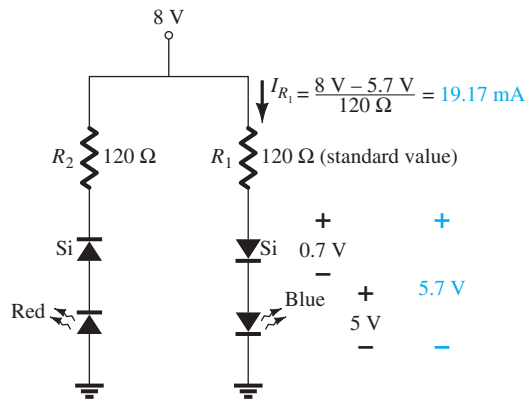 8 V
I_{R_1} = \frac{8 V – 5.7 V}{120 Ω} = 19.17 mA
R_2 120 Ω
R_1 120 Ω (standard value)
+ +
Si Si 0.7 V
–
Red Blue + 5.7 V
5 V
– –